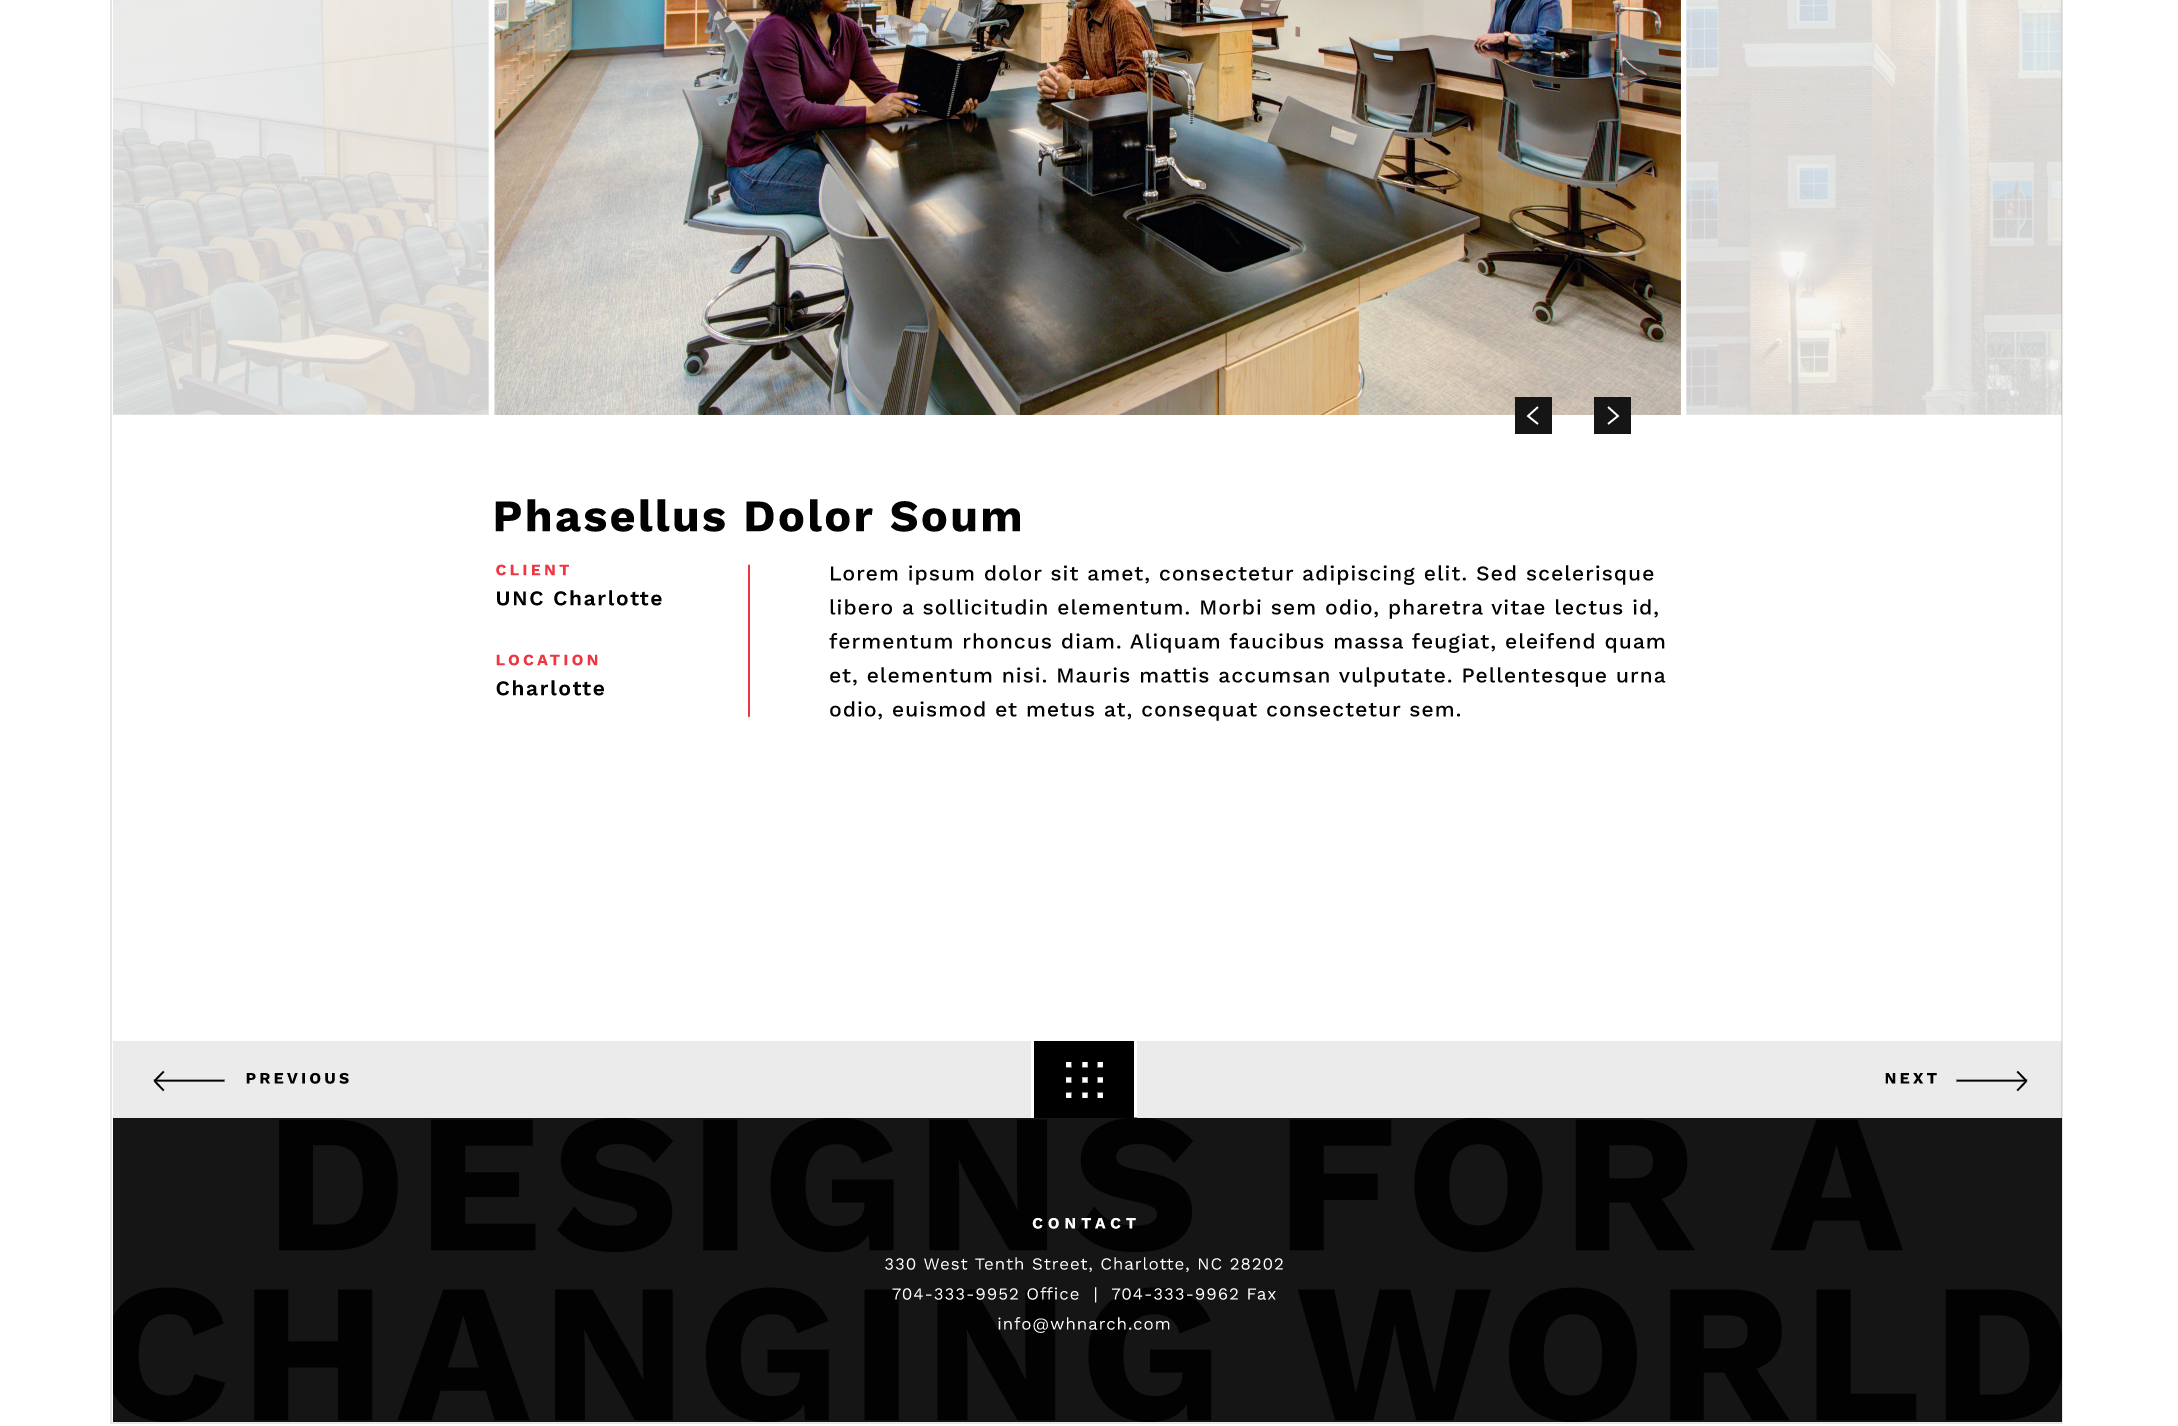 Phasellus Dolor Soum
CLIENT
UNC Charlotte
LOCATION
Charlotte
Lorem ipsum dolor sit amet, consectetur adipiscing elit. Sed scelerisque
libero a sollicitudin elementum. Morbi sem odio, pharetra vitae lectus id,
fermentum rhoncus diam. Aliquam faucibus massa feugiat, eleifend quam
et, elementum nisi. Mauris mattis accumsan vulputate. Pellentesque urna
odio, euismod et metus at, consequat consectetur sem.
PREVIOUS
NEXT
DESIGNS FOR A
CHANGING WORLD
CONTACT
330 West Tenth Street, Charlotte, NC 28202
704-333-9952 Office | 704-333-9962 Fax
info@whnarch.com